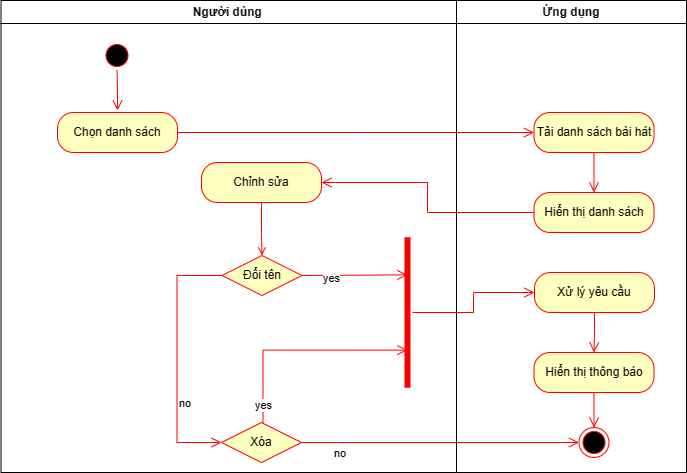 Người dùng
Ứng dụng
Chọn danh sách
Tải danh sách bài hát
Chỉnh sửa
Hiển thị danh sách
Đổi tên
yes
Xử lý yêu cầu
Hiển thị thông báo
no
yes
Xóa
no